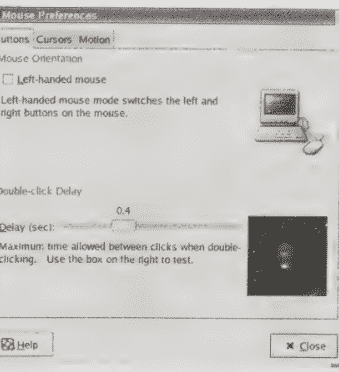 Mouse Preferences
uttons Cursors Motion
Mouse Orientation
Left-handed mouse
Left-handed mouse mode switches the left and
right buttons on the mouse.
Double-click Delay
0.4
Delay (sec):
Maximum time allowed between clicks when double-
clicking. Use the box on the right to test.
Help
Close